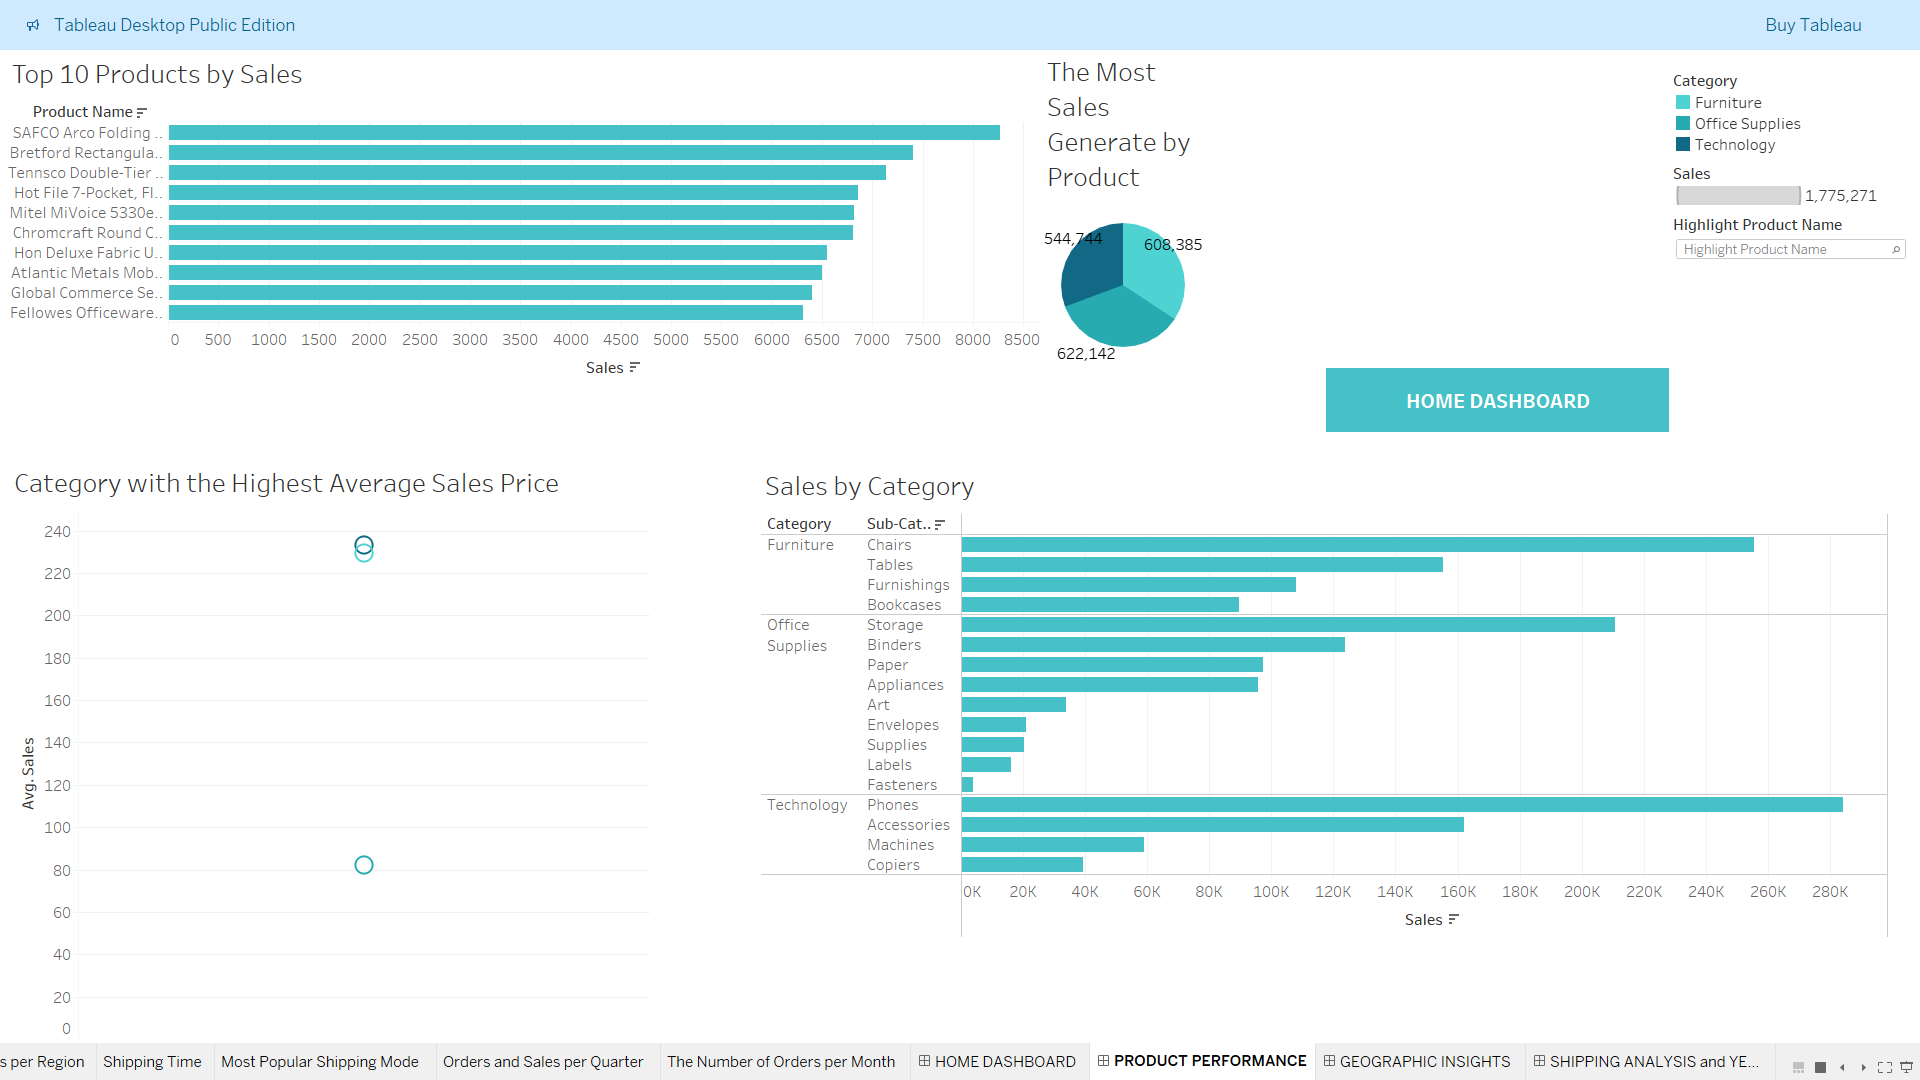 Tableau Desktop Public Edition
Buy Tableau
Top 10 Products by Sales
Product Name
SAFCO Arco Folding ..
Bretford Rectangula..
Tennsco Double-Tier ..
Hot File 7-Pocket, Fl..
Mitel MiVoice 5330e..
Chromcraft Round C..
Hon Deluxe Fabric U..
Atlantic Metals Mob..
Global Commerce Se..
Fellowes Officeware..
0 500 1000 1500 2000 2500 3000 3500 4000 4500 5000 5500 6000 6500 7000 7500 8000 8500
Sales
The Most
Sales
Generate by
Product
544,744
608,385
622,142
Category
Furniture
Office Supplies
Technology
Sales
1,775,271
Highlight Product Name
Highlight Product Name
HOME DASHBOARD
Category with the Highest Average Sales Price
240
220
200
180
160
140
120
100
80
60
40
20
0
Avg. Sales
Sales by Category
Category Sub-Cat..
Furniture Chairs
Tables
Furnishings
Bookcases
Office Storage
Supplies Binders
Paper
Appliances
Art
Envelopes
Supplies
Labels
Fasteners
Technology Phones
Accessories
Machines
Copiers
0K 20K 40K 60K 80K 100K 120K 140K 160K 180K 200K 220K 240K 260K 280K
Sales
s per Region Shipping Time Most Popular Shipping Mode Orders and Sales per Quarter The Number of Orders per Month HOME DASHBOARD PRODUCT PERFORMANCE GEOGRAPHIC INSIGHTS SHIPPING ANALYSIS and YE...